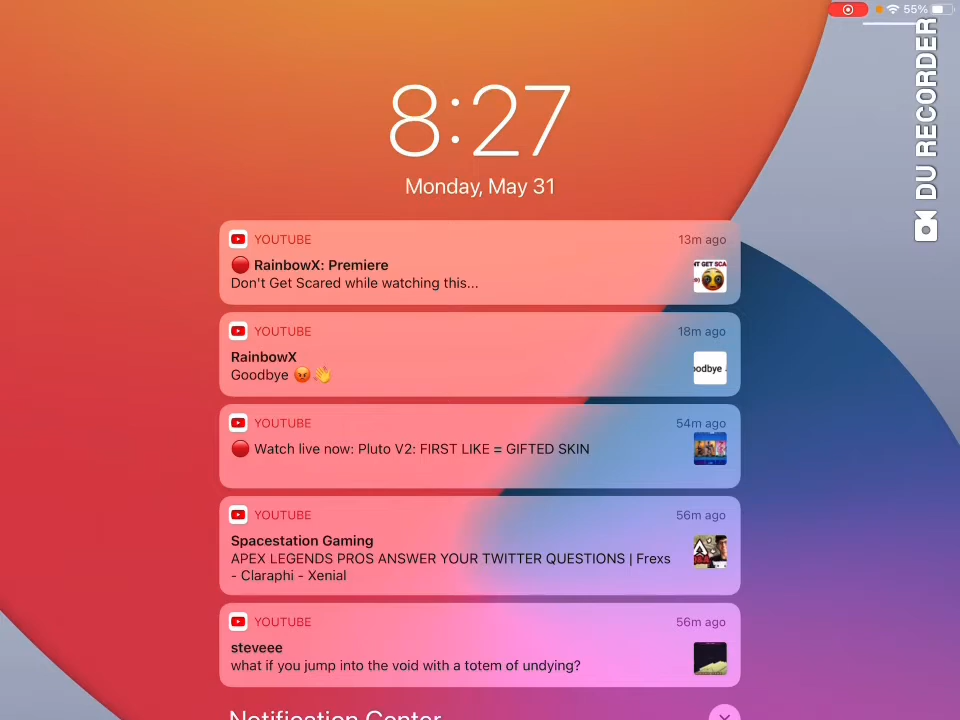 55%
DU RECORDER
8:27
Monday, May 31
YOUTUBE
13m ago
🔴 RainbowX: Premiere
Don't Get Scared while watching this...
YOUTUBE
18m ago
RainbowX
Goodbye 😡👋
oodbye
YOUTUBE
54m ago
🔴 Watch live now: Pluto V2: FIRST LIKE = GIFTED SKIN
YOUTUBE
56m ago
Spacestation Gaming
APEX LEGENDS PROS ANSWER YOUR TWITTER QUESTIONS | Frexs
- Claraphi - Xenial
YOUTUBE
56m ago
steveee
what if you jump into the void with a totem of undying?
Notification Center